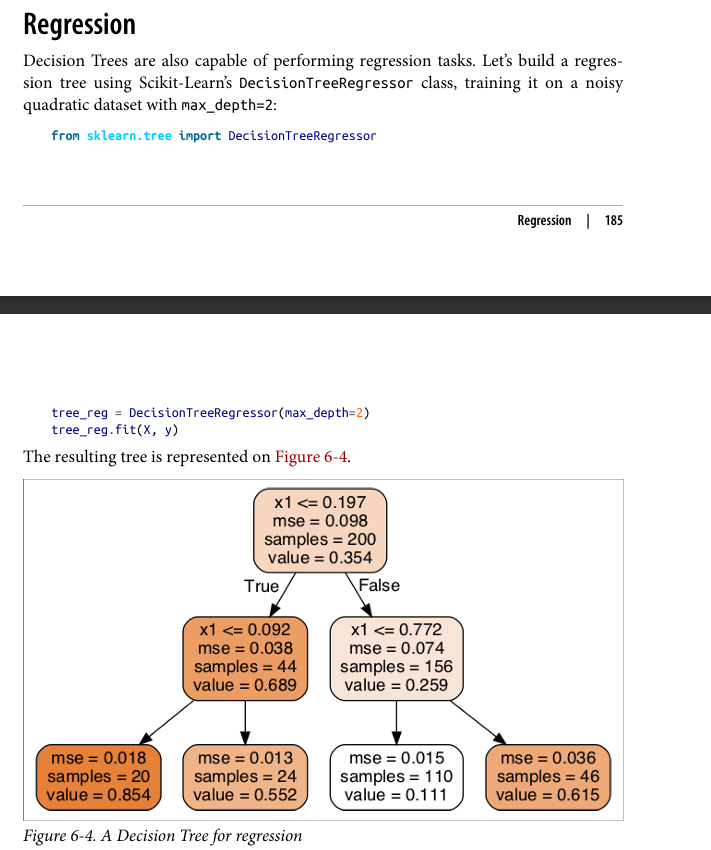 Regression
Decision Trees are also capable of performing regression tasks. Let’s build a regres-
sion tree using Scikit-Learn’s DecisionTreeRegressor class, training it on a noisy
quadratic dataset with max_depth=2:
from sklearn.tree import DecisionTreeRegressor
Regression | 185
tree_reg = DecisionTreeRegressor(max_depth=2)
tree_reg.fit(X, y)
The resulting tree is represented on Figure 6-4.
x1 <= 0.197
mse = 0.098
samples = 200
value = 0.354
True
False
x1 <= 0.092
mse = 0.038
samples = 44
value = 0.689
x1 <= 0.772
mse = 0.074
samples = 156
value = 0.259
mse = 0.018
samples = 20
value = 0.854
mse = 0.013
samples = 24
value = 0.552
mse = 0.015
samples = 110
value = 0.111
mse = 0.036
samples = 46
value = 0.615
Figure 6-4. A Decision Tree for regression